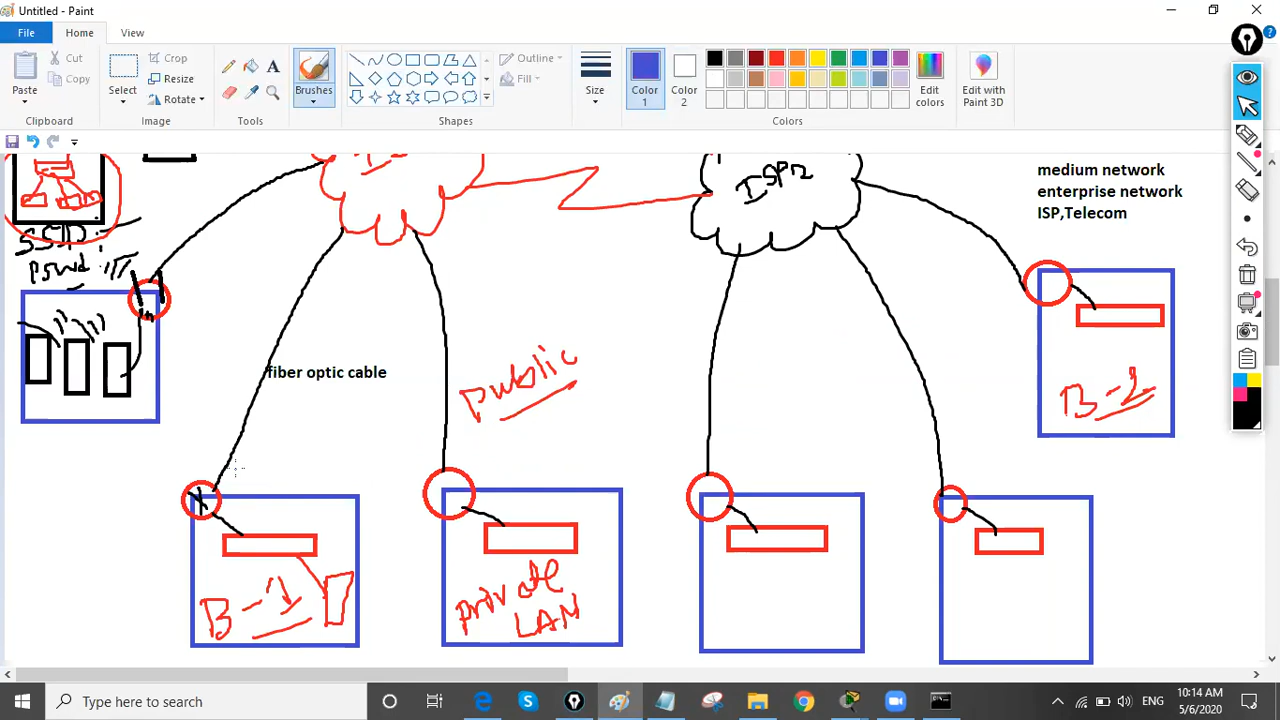 Untitled - Paint
File
Home
View
Paste
Cut
Copy
Clipboard
Select
Crop
Resize
Rotate
Image
Tools
Brushes
Shapes
Outline
Fill
Size
Color
1
Color
2
Edit
colors
Edit with
Paint 3D
Colors
ISP2
medium network
enterprise network
ISP,Telecom
SSID:
pswd:
fiber optic cable
public
B-2
B-1
private
LAN
Type here to search
ENG
10:14 AM
5/6/2020